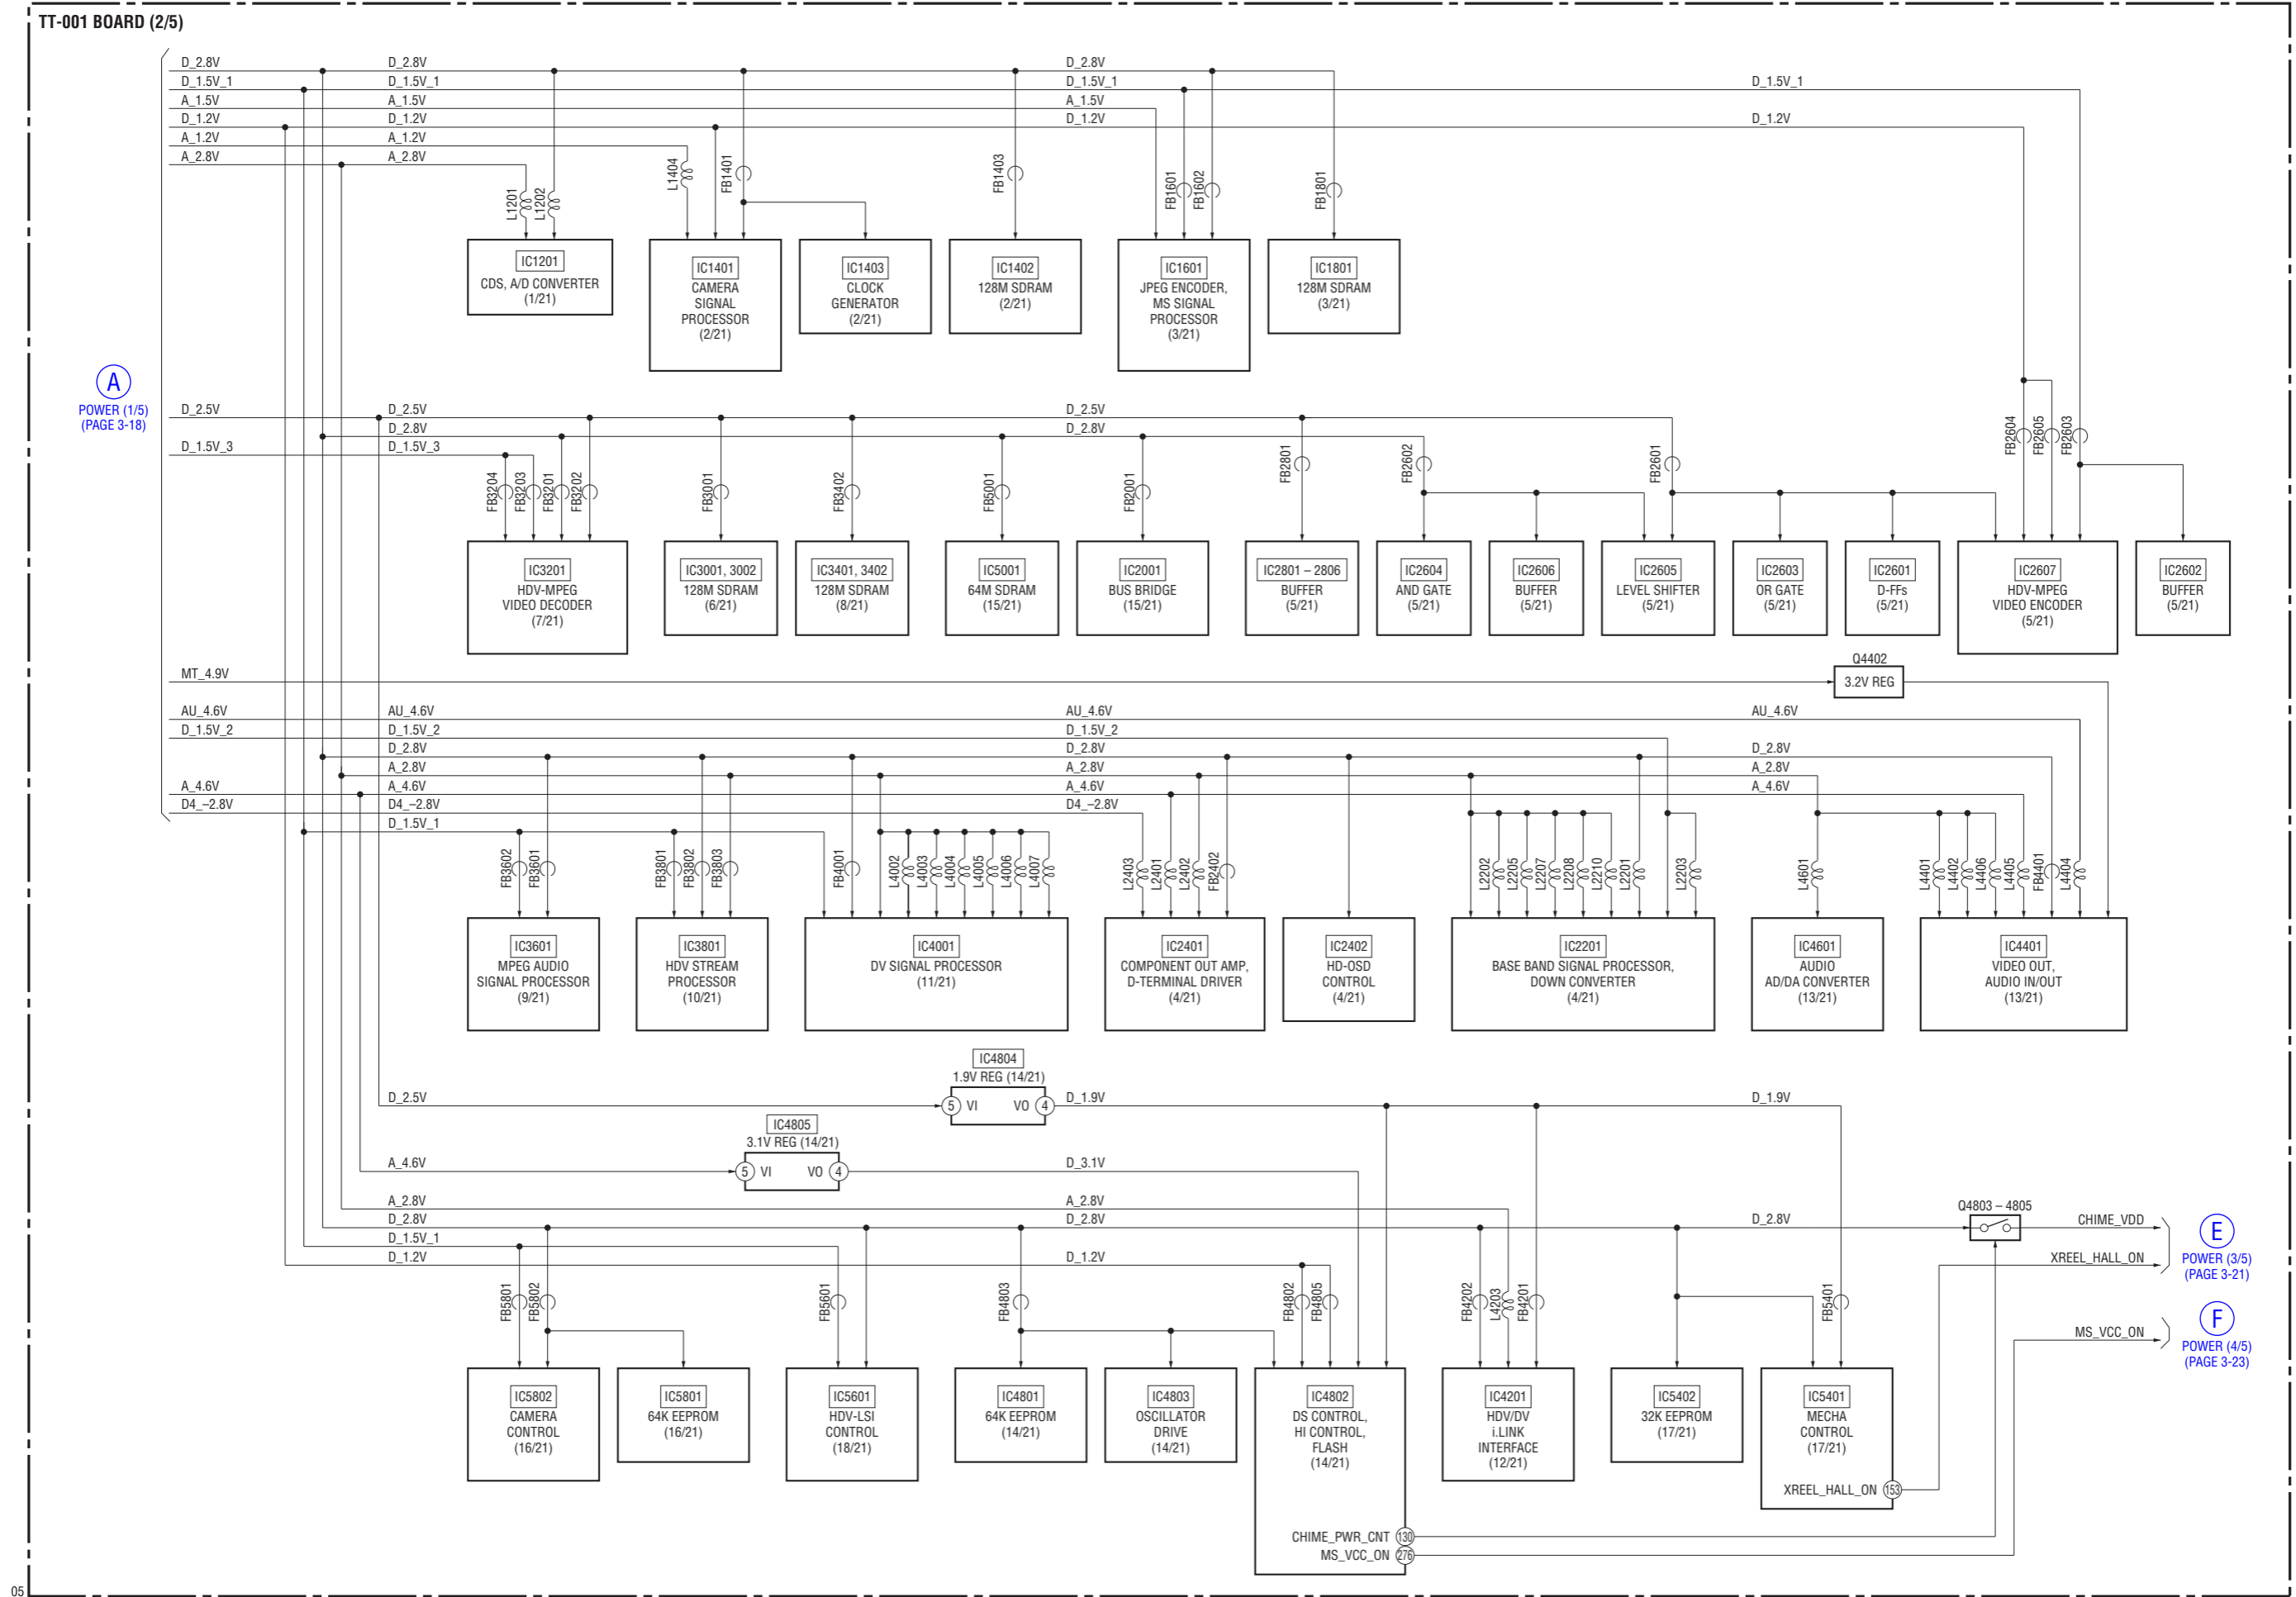 TT-001 BOARD (2/5)
D_2.8V D_2.8V D_2.8V
D_1.5V_1 D_1.5V_1 D_1.5V_1 D_1.5V_1
A_1.5V A_1.5V A_1.5V
D_1.2V D_1.2V D_1.2V D_1.2V
A_1.2V A_1.2V
A_2.8V A_2.8V
L1201 L1202 L1404 FB1401 FB1403 FB1601 FB1602 FB1801
IC1201
CDS, A/D CONVERTER
(1/21)
IC1401
CAMERA
SIGNAL
PROCESSOR
(2/21)
IC1403
CLOCK
GENERATOR
(2/21)
IC1402
128M SDRAM
(2/21)
IC1601
JPEG ENCODER,
MS SIGNAL
PROCESSOR
(3/21)
IC1801
128M SDRAM
(3/21)
A
POWER (1/5)
(PAGE 3-18)
D_2.5V D_2.5V D_2.5V
D_2.8V D_2.8V
D_1.5V_3 D_1.5V_3
FB3204 FB3203 FB3201 FB3202 FB3001 FB3402 FB5001 FB2001 FB2801 FB2602 FB2601 FB2604 FB2605 FB2603
IC3201
HDV-MPEG
VIDEO DECODER
(7/21)
IC3001, 3002
128M SDRAM
(6/21)
IC3401, 3402
128M SDRAM
(8/21)
IC5001
64M SDRAM
(15/21)
IC2001
BUS BRIDGE
(15/21)
IC2801 – 2806
BUFFER
(5/21)
IC2604
AND GATE
(5/21)
IC2606
BUFFER
(5/21)
IC2605
LEVEL SHIFTER
(5/21)
IC2603
OR GATE
(5/21)
IC2601
D-FFs
(5/21)
IC2607
HDV-MPEG
VIDEO ENCODER
(5/21)
IC2602
BUFFER
(5/21)
MT_4.9V
Q4402
3.2V REG
AU_4.6V AU_4.6V AU_4.6V AU_4.6V
D_1.5V_2 D_1.5V_2 D_1.5V_2
D_2.8V D_2.8V D_2.8V
A_2.8V A_2.8V A_2.8V
A_4.6V A_4.6V A_4.6V A_4.6V
D4_–2.8V D4_–2.8V D4_–2.8V
D_1.5V_1
FB3602 FB3601 FB3801 FB3802 FB3803 FB4001 L4002 L4003 L4004 L4005 L4006 L4007 L2403 L2401 L2402 FB2402 L2202 L2205 L2207 L2208 L2210 L2201 L2203 L4601 L4401 L4402 L4406 L4405 FB4401 L4404
IC3601
MPEG AUDIO
SIGNAL PROCESSOR
(9/21)
IC3801
HDV STREAM
PROCESSOR
(10/21)
IC4001
DV SIGNAL PROCESSOR
(11/21)
IC2401
COMPONENT OUT AMP,
D-TERMINAL DRIVER
(4/21)
IC2402
HD-OSD
CONTROL
(4/21)
IC2201
BASE BAND SIGNAL PROCESSOR,
DOWN CONVERTER
(4/21)
IC4601
AUDIO
AD/DA CONVERTER
(13/21)
IC4401
VIDEO OUT,
AUDIO IN/OUT
(13/21)
IC4804
1.9V REG (14/21)
D_2.5V 5 VI VO 4 D_1.9V D_1.9V
IC4805
3.1V REG (14/21)
A_4.6V 5 VI VO 4 D_3.1V
A_2.8V A_2.8V
D_2.8V D_2.8V D_2.8V
D_1.5V_1
D_1.2V D_1.2V
Q4803 – 4805
CHIME_VDD
XREEL_HALL_ON
E
POWER (3/5)
(PAGE 3-21)
MS_VCC_ON
F
POWER (4/5)
(PAGE 3-23)
FB5801 FB5802 FB5601 FB4803 FB4802 FB4805 FB4202 L4203 FB4201 FB5401
IC5802
CAMERA
CONTROL
(16/21)
IC5801
64K EEPROM
(16/21)
IC5601
HDV-LSI
CONTROL
(18/21)
IC4801
64K EEPROM
(14/21)
IC4803
OSCILLATOR
DRIVE
(14/21)
IC4802
DS CONTROL,
HI CONTROL,
FLASH
(14/21)
IC4201
HDV/DV
i.LINK
INTERFACE
(12/21)
IC5402
32K EEPROM
(17/21)
IC5401
MECHA
CONTROL
(17/21)
XREEL_HALL_ON 153
CHIME_PWR_CNT 130
MS_VCC_ON 276
05